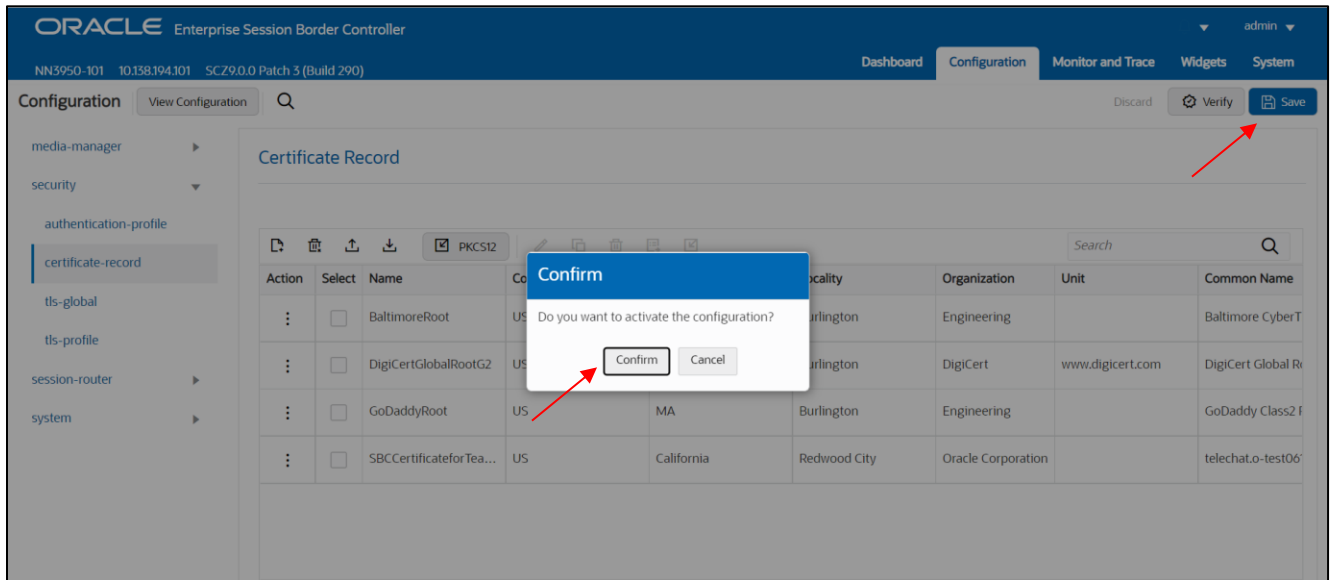 ORACLE Enterprise Session Border Controller
admin
NN3950-101 10.138.194.101 SCZ9.0.0 Patch 3 (Build 290)
Dashboard Configuration Monitor and Trace Widgets System
Configuration View Configuration Discard Verify Save
media-manager
security
authentication-profile
certificate-record
tls-global
tls-profile
session-router
system
Certificate Record
PKCS12 Search
Action Select Name Co ocality Organization Unit Common Name
BaltimoreRoot US urlington Engineering Baltimore CyberT
DigiCertGlobalRootG2 US urlington DigiCert www.digicert.com DigiCert Global Ro
GoDaddyRoot US MA Burlington Engineering GoDaddy Class2
SBCCertificateforTea... US California Redwood City Oracle Corporation telechat.o-test06
Confirm
Do you want to activate the configuration?
Confirm Cancel